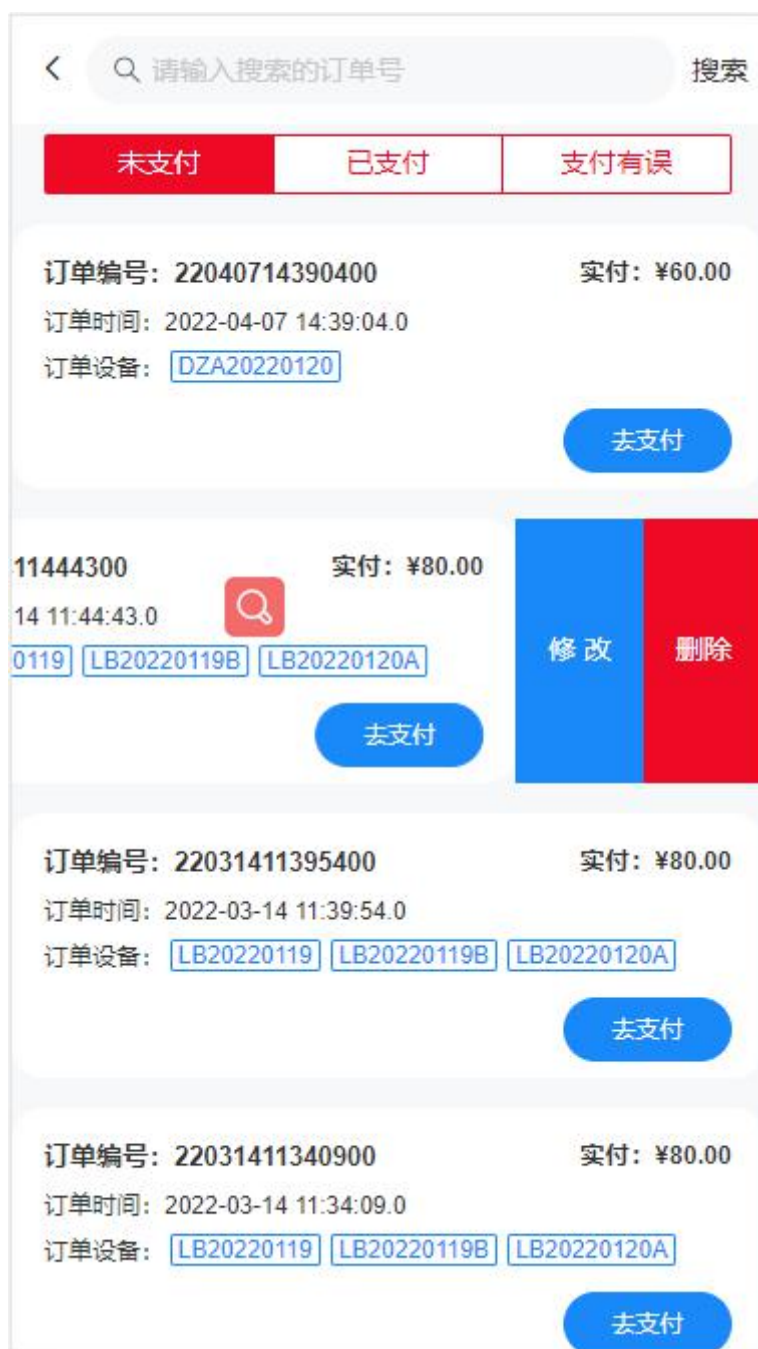 请输入搜索的订单号 搜索
未支付 已支付 支付有误
订单编号：22040714390400 实付：¥60.00
订单时间：2022-04-07 14:39:04.0
订单设备：DZA20220120
去支付
11444300 实付：¥80.00
14 11:44:43.0
0119 LB20220119B LB20220120A
修改 删除
去支付
订单编号：22031411395400 实付：¥80.00
订单时间：2022-03-14 11:39:54.0
订单设备：LB20220119 LB20220119B LB20220120A
去支付
订单编号：22031411340900 实付：¥80.00
订单时间：2022-03-14 11:34:09.0
订单设备：LB20220119 LB20220119B LB20220120A
去支付